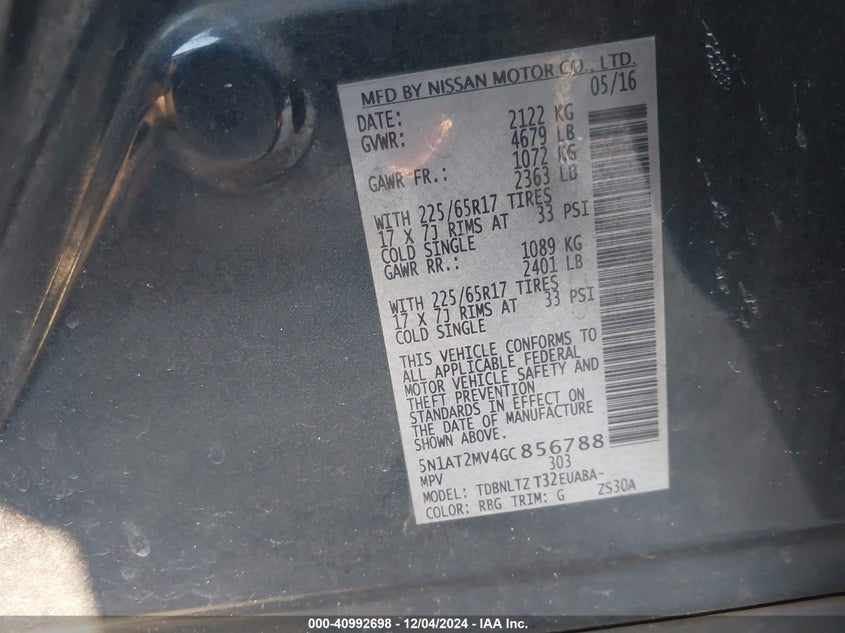 MFD BY NISSAN MOTOR CO., LTD.
DATE: 05/16
GVWR: 2122 KG
4679 LB
GAWR FR.: 1072 KG
2363 LB
WITH 225/65R17 TIRES
17 X 7J RIMS AT 33 PSI
COLD SINGLE
GAWR RR.: 1089 KG
2401 LB
WITH 225/65R17 TIRES
17 X 7J RIMS AT 33 PSI
COLD SINGLE
THIS VEHICLE CONFORMS TO
ALL APPLICABLE FEDERAL
MOTOR VEHICLE SAFETY AND
THEFT PREVENTION
STANDARDS IN EFFECT ON
THE DATE OF MANUFACTURE
SHOWN ABOVE.
5N1AT2MV4GC856788
MPV 303
MODEL: TDBNLTZ T32EUABA-
COLOR: RBG TRIM: G ZS30A
000-40992698 - 12/04/2024 - IAA Inc.